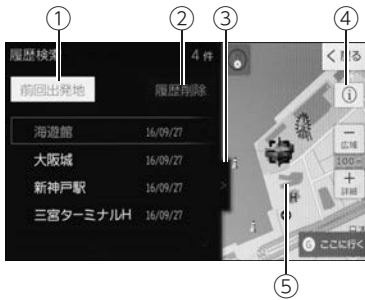 ① ② ③ ④
履歴検索 4 件 く 戻る
前回出発地 履歴削除
海遊館 16/09/27
大阪城 16/09/27
新神戸駅 16/09/27
三宮ターミナルH 16/09/27
広域
100m
詳細
H
ここに行く
⑤